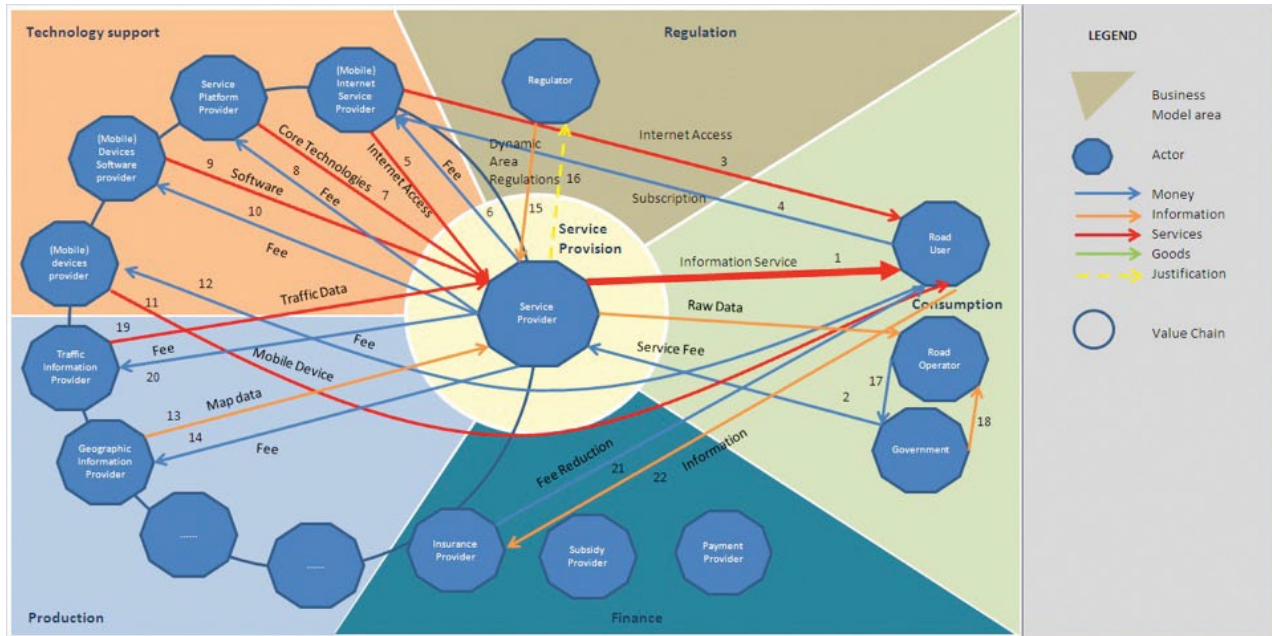 Technology support
Regulation
LEGEND
Business
Model area
Actor
Money
Information
Services
Goods
Justification
Value Chain
(Mobile)
Internet
Service
Provider
Service
Platform
Provider
(Mobile)
Devices
Software
provider
(Mobile)
devices
provider
Regulator
Dynamic
Area
Regulations
16
15
Internet Access
3
Subscription
4
9
Software
Core Technologies
8
7
5
Internet Access
Fee
6
Fee
10
Fee
12
11
Service
Provision
Service
Provider
Information Service
1
Road
User
Consumption
Raw Data
Road
Operator
Service Fee
2
17
18
Government
Traffic Data
19
Fee
20
Traffic
Information
Provider
Fee
Mobile Device
Map data
13
14
Fee
Geographic
Information
Provider
......
......
Fee Reduction
21
22
Information
Insurance
Provider
Subsidy
Provider
Payment
Provider
Production
Finance